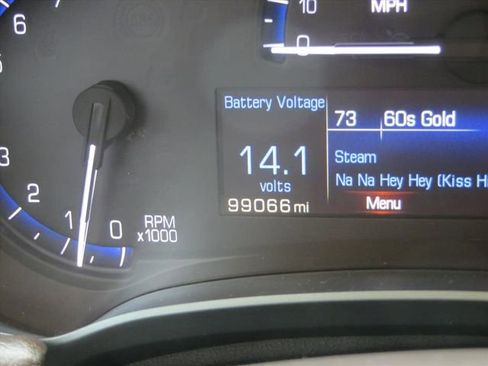 6
5
3
2
1
0
RPM
x1000
10
MPH
0
Battery Voltage
14.1
volts
99066 mi
73 60s Gold
Steam
Na Na Hey Hey (Kiss H
Menu